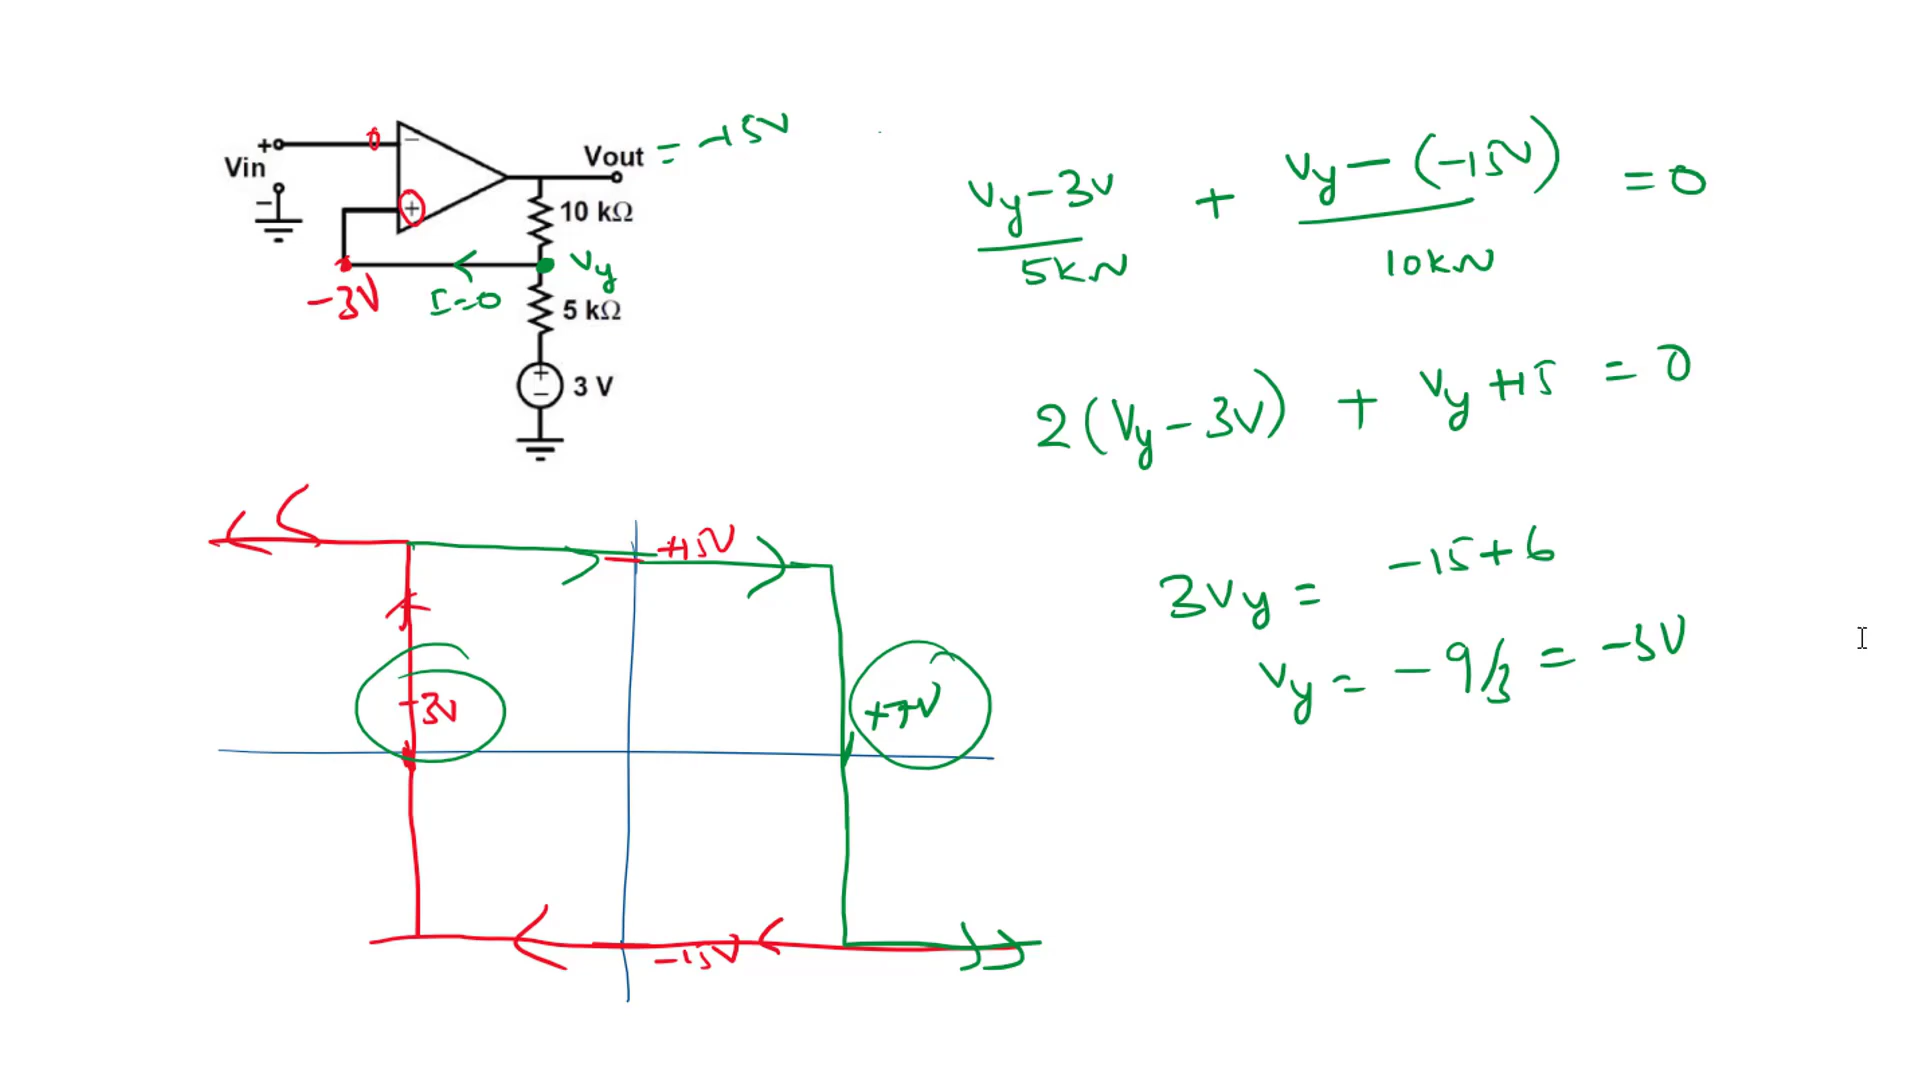 Vout = -15V
+ 0 −
Vin
−
+
10 kΩ
Vy
-3V I=0
5 kΩ
+
− 3 V
Vy-3V + Vy-(-15V) = 0
5kΩ 10kΩ
2(Vy-3V) + Vy+15 = 0
3Vy = -15+6
Vy = -9/3 = -3V
+15V
-3V
+7V
-15V